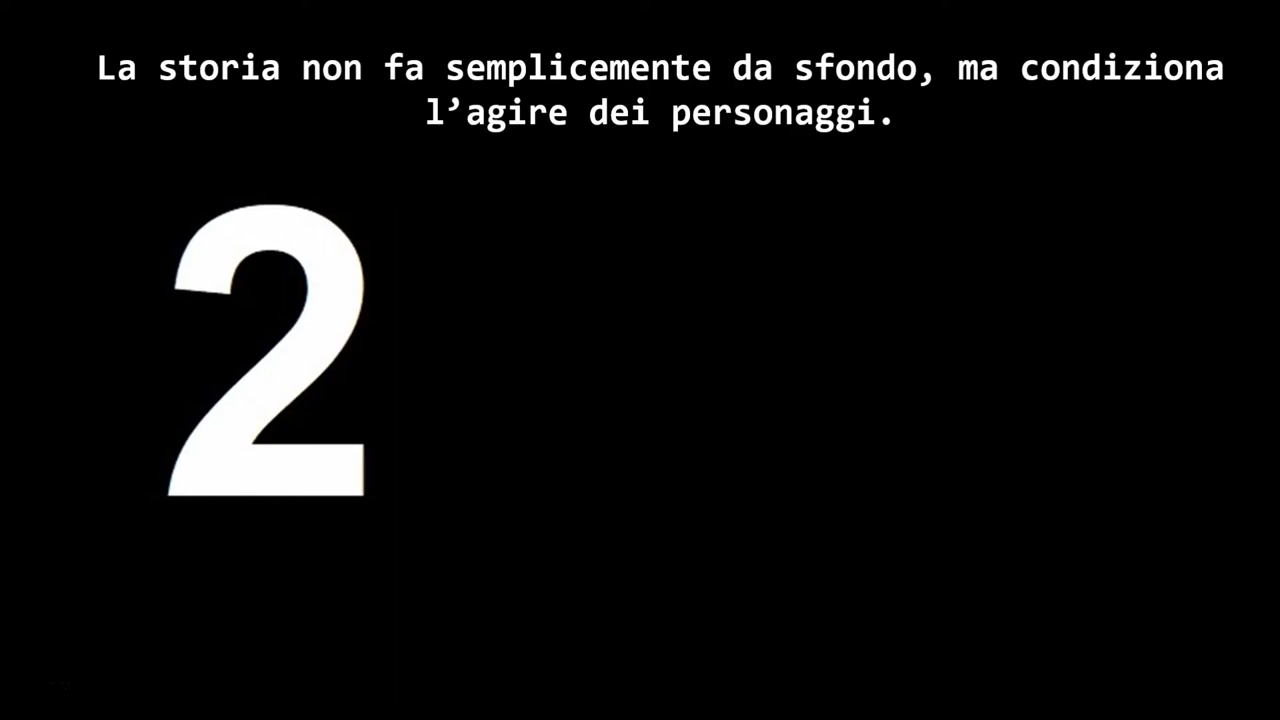 La storia non fa semplicemente da sfondo, ma condiziona
l’agire dei personaggi.
2